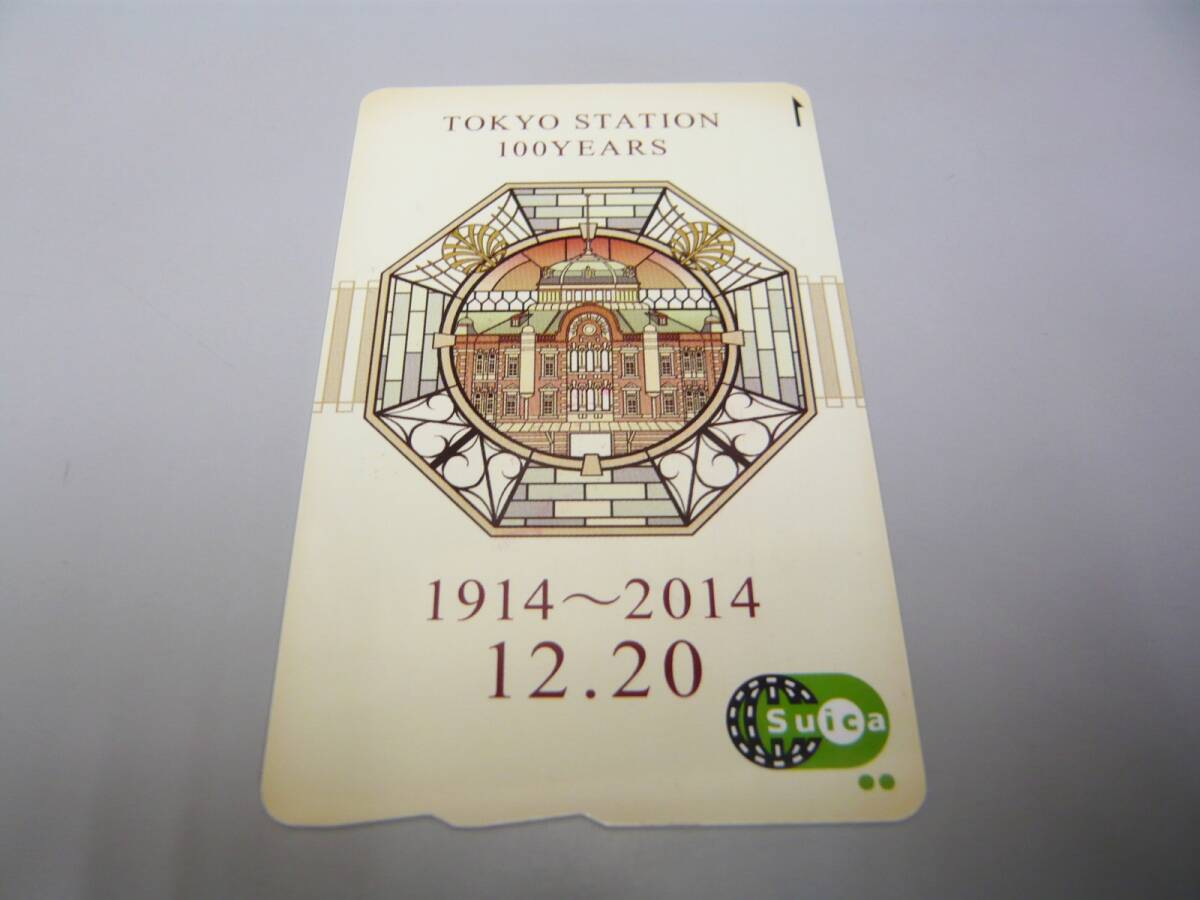 TOKYO STATION
100YEARS
1914～2014
12.20
Suica